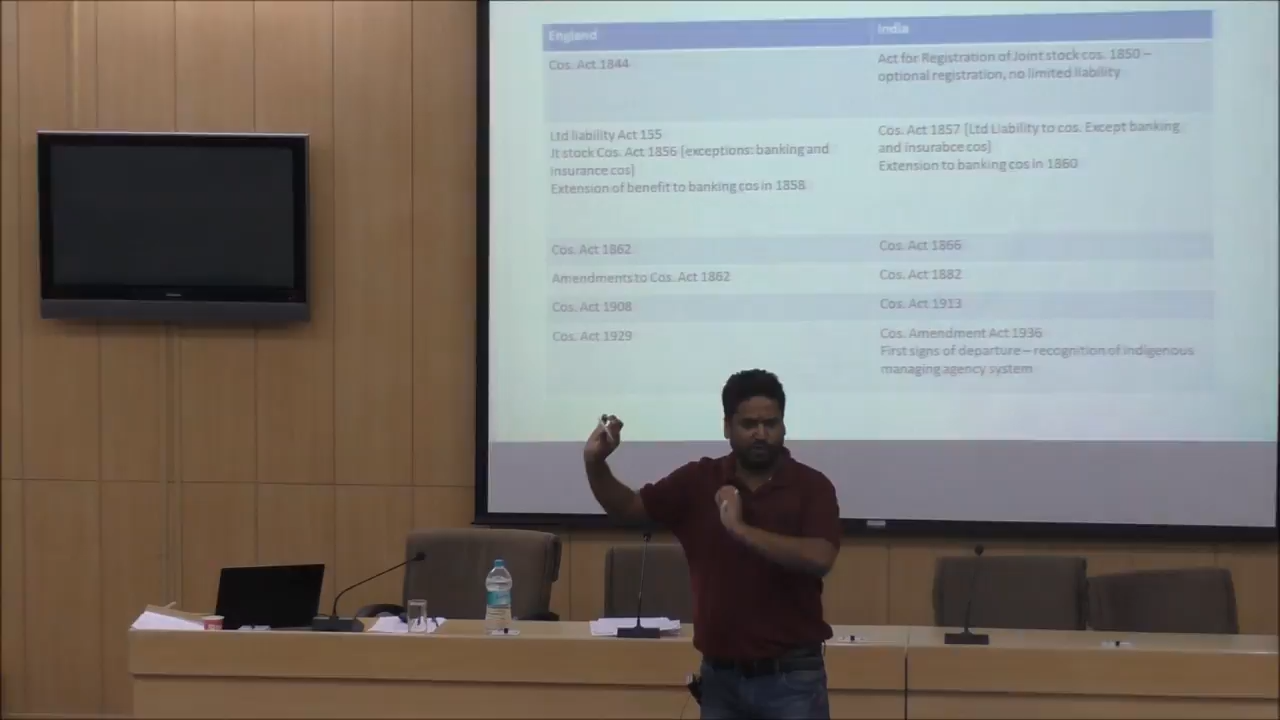 England
India
Cos. Act 1844
Act for Registration of Joint stock cos. 1850 –
optional registration, no limited liability
Ltd liability Act 155
Jt stock Cos. Act 1856 [exceptions: banking and
insurance cos]
Extension of benefit to banking cos in 1858
Cos. Act 1857 [Ltd Liability to cos. Except banking
and insurabce cos]
Extension to banking cos in 1860
Cos. Act 1862
Cos. Act 1866
Amendments to Cos. Act 1862
Cos. Act 1882
Cos. Act 1908
Cos. Act 1913
Cos. Act 1929
Cos. Amendment Act 1936
First signs of departure – recognition of indigenous
managing agency system